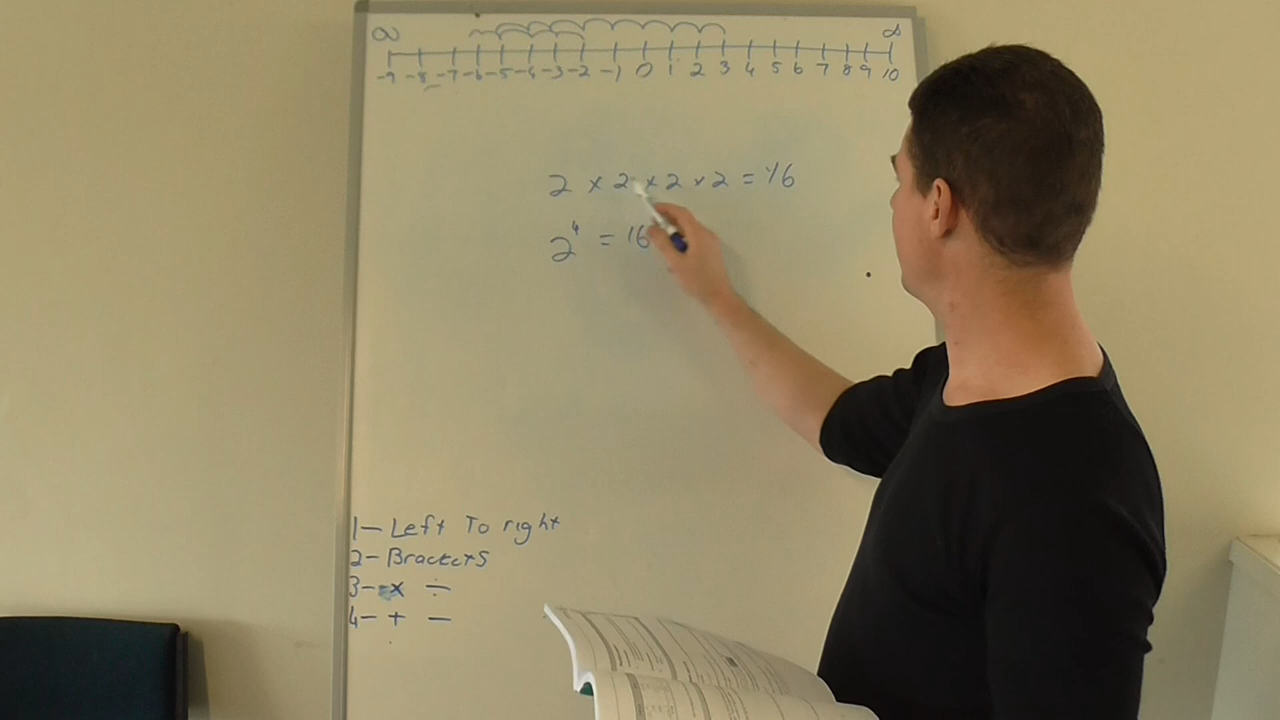 ∞ ∞
-9 -8 -7 -6 -5 -4 -3 -2 -1 0 1 2 3 4 5 6 7 8 9 10
2 × 2 × 2 × 2 = 16
2⁴ = 16
1- Left To right
2- Brackets
3- × ÷
4- + -